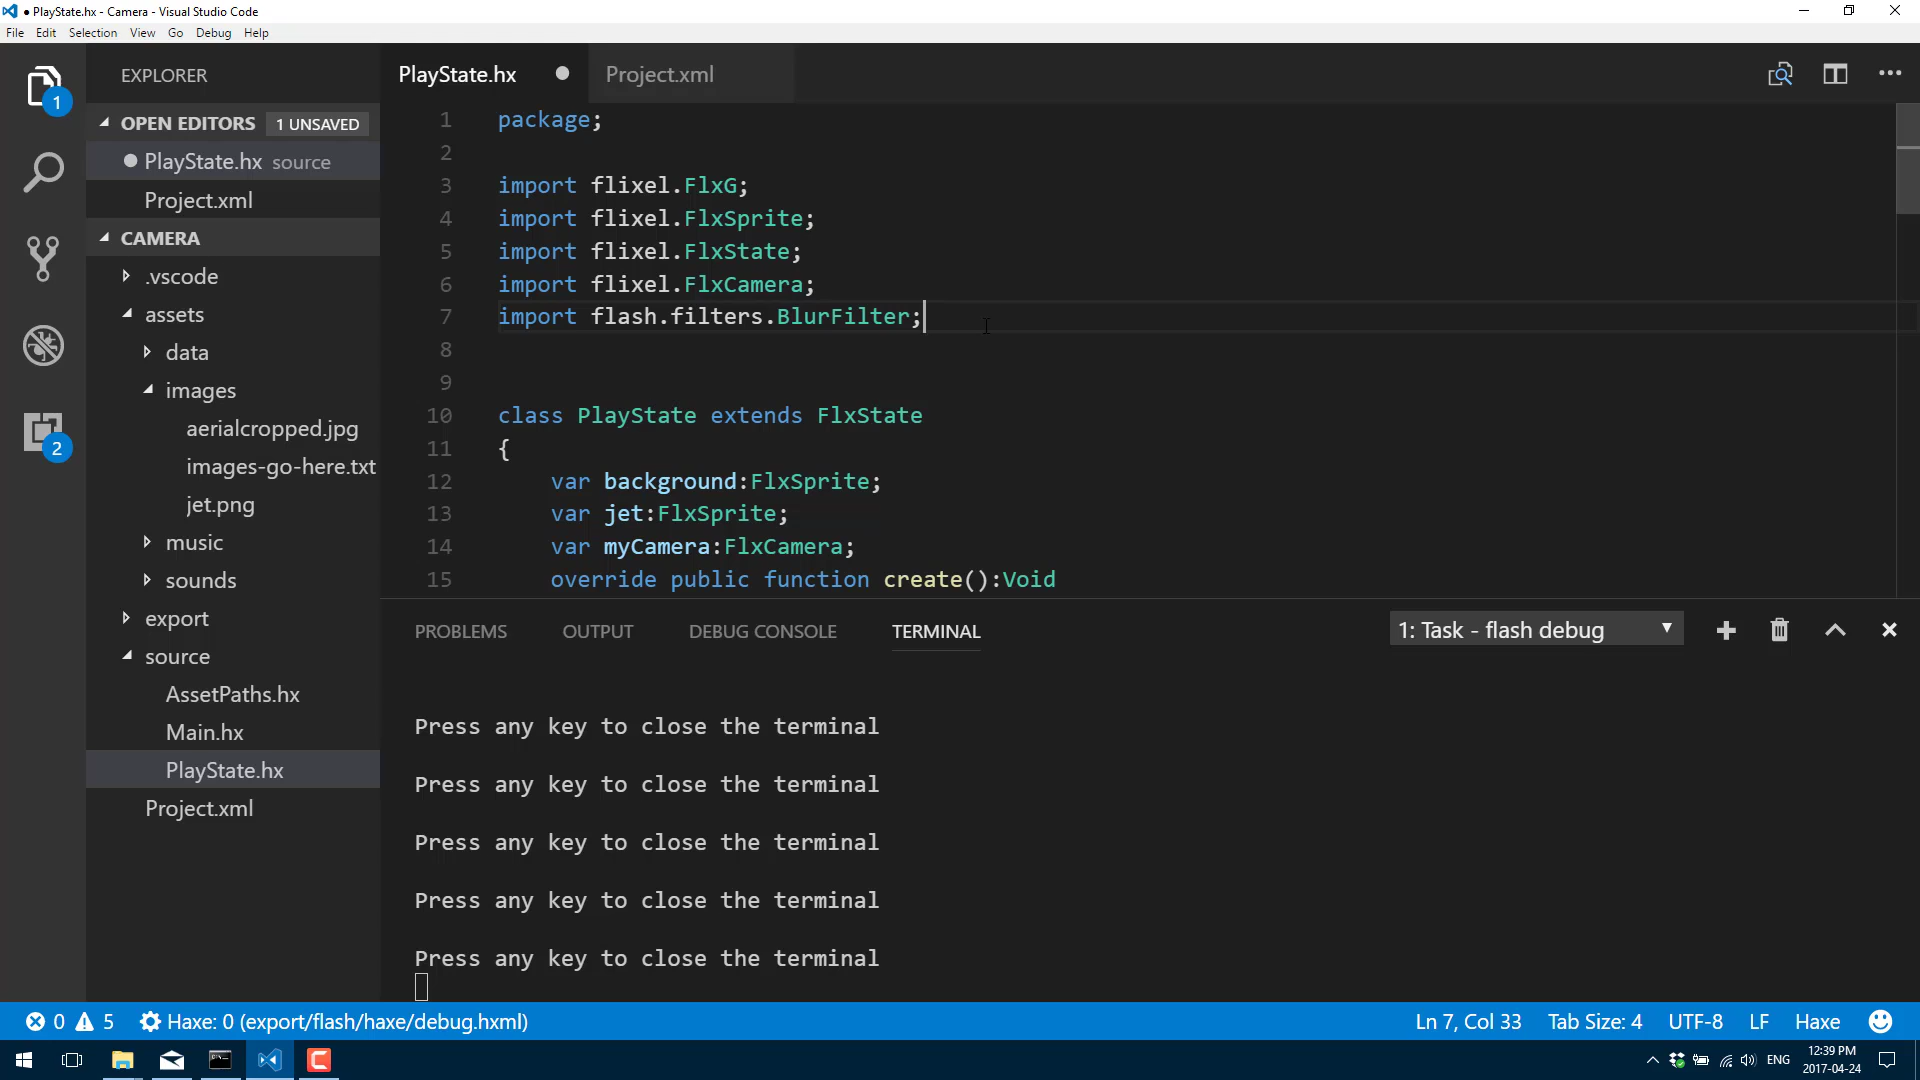 ● PlayState.hx - Camera - Visual Studio Code
File Edit Selection View Go Debug Help
EXPLORER
OPEN EDITORS 1 UNSAVED
● PlayState.hx source
Project.xml
CAMERA
.vscode
assets
data
images
aerialcropped.jpg
images-go-here.txt
jet.png
music
sounds
export
source
AssetPaths.hx
Main.hx
PlayState.hx
Project.xml
1
2
PlayState.hx ● Project.xml
1 package;
2
3 import flixel.FlxG;
4 import flixel.FlxSprite;
5 import flixel.FlxState;
6 import flixel.FlxCamera;
7 import flash.filters.BlurFilter;
8
9
10 class PlayState extends FlxState
11 {
12 var background:FlxSprite;
13 var jet:FlxSprite;
14 var myCamera:FlxCamera;
15 override public function create():Void
PROBLEMS OUTPUT DEBUG CONSOLE TERMINAL 1: Task - flash debug
Press any key to close the terminal
Press any key to close the terminal
Press any key to close the terminal
Press any key to close the terminal
Press any key to close the terminal
0 5 Haxe: 0 (export/flash/haxe/debug.hxml) Ln 7, Col 33 Tab Size: 4 UTF-8 LF Haxe
ENG 12:39 PM
2017-04-24